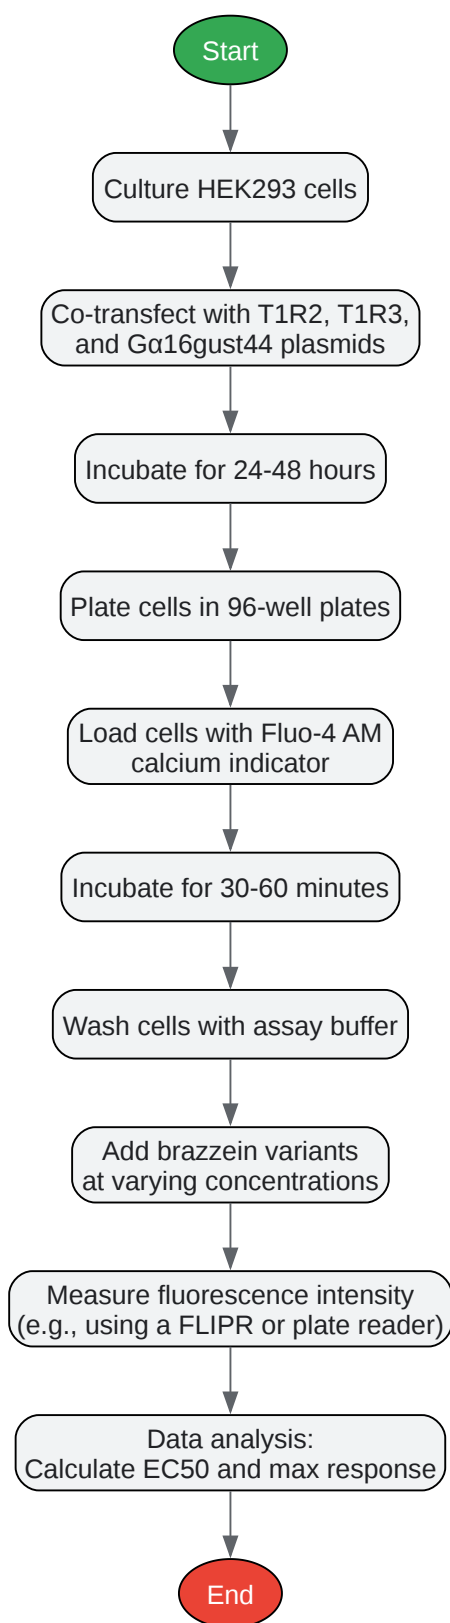 Start
Culture HEK293 cells
Co-transfect with T1R2, T1R3,
and Gα16gust44 plasmids
Incubate for 24-48 hours
Plate cells in 96-well plates
Load cells with Fluo-4 AM
calcium indicator
Incubate for 30-60 minutes
Wash cells with assay buffer
Add brazzein variants
at varying concentrations
Measure fluorescence intensity
(e.g., using a FLIPR or plate reader)
Data analysis:
Calculate EC50 and max response
End